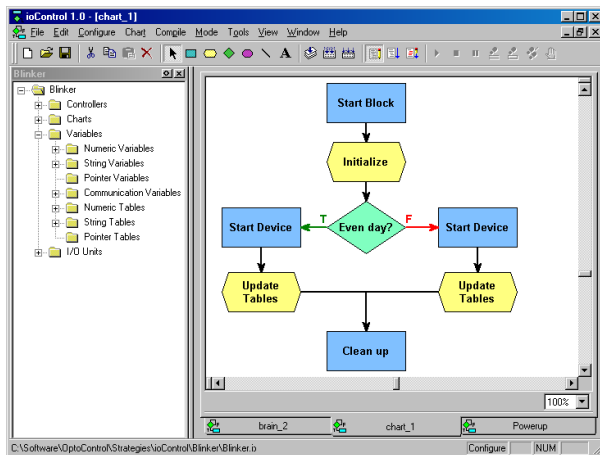 ioControl 1.0 - [chart_1]
File Edit Configure Chart Compile Mode Tools View Window Help
Blinker
Blinker
Controllers
Charts
Variables
Numeric Variables
String Variables
Pointer Variables
Communication Variables
Numeric Tables
String Tables
Pointer Tables
I/O Units
Start Block
Initialize
T
Even day?
F
Start Device
Start Device
Update
Tables
Update
Tables
Clean up
100%
brain_2
chart_1
Powerup
C:\Software\OptoControl\Strategies\ioControl\Blinker\Blinker.ib
Configure
NUM